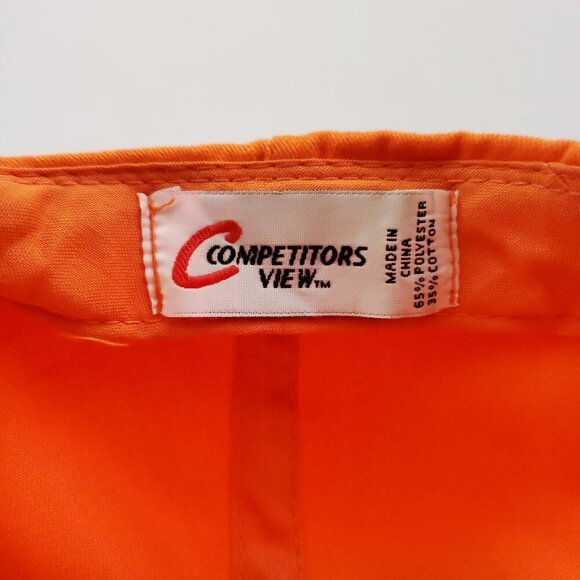 C COMPETITORS
VIEW™
MADE IN
CHINA
65% POLYESTER
35% COTTON